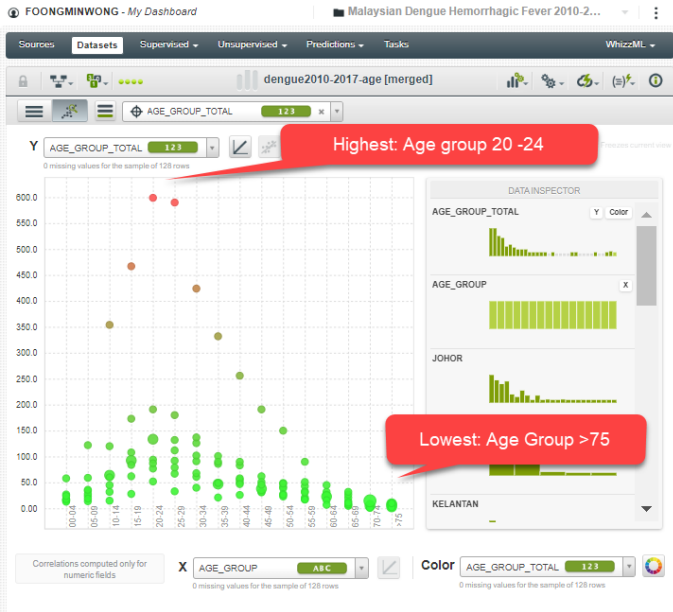 FOONGMINWONG - My Dashboard
Malaysian Dengue Hemorrhagic Fever 2010-2...
Sources
Datasets
Supervised
Unsupervised
Predictions
Tasks
WhizzML
dengue2010-2017-age [merged]
AGE_GROUP_TOTAL
123
Y
AGE_GROUP_TOTAL
123
0 missing values for the sample of 128 rows
Highest: Age group 20 -24
current view
600.0
550.0
500.0
450.0
400.0
350.0
300.0
250.0
200.0
150.0
100.0
50.0
0.00
00-04
05-09
10-14
15-19
20-24
25-29
30-34
35-39
40-44
45-49
50-54
55-59
60-64
65-69
70-74
>75
DATA INSPECTOR
AGE_GROUP_TOTAL
Y
Color
AGE_GROUP
X
JOHOR
Lowest: Age Group >75
KELANTAN
Correlations computed only for
numeric fields
X
AGE_GROUP
ABC
0 missing values for the sample of 128 rows
Color
AGE_GROUP_TOTAL
123
0 missing values for the sample of 128 rows